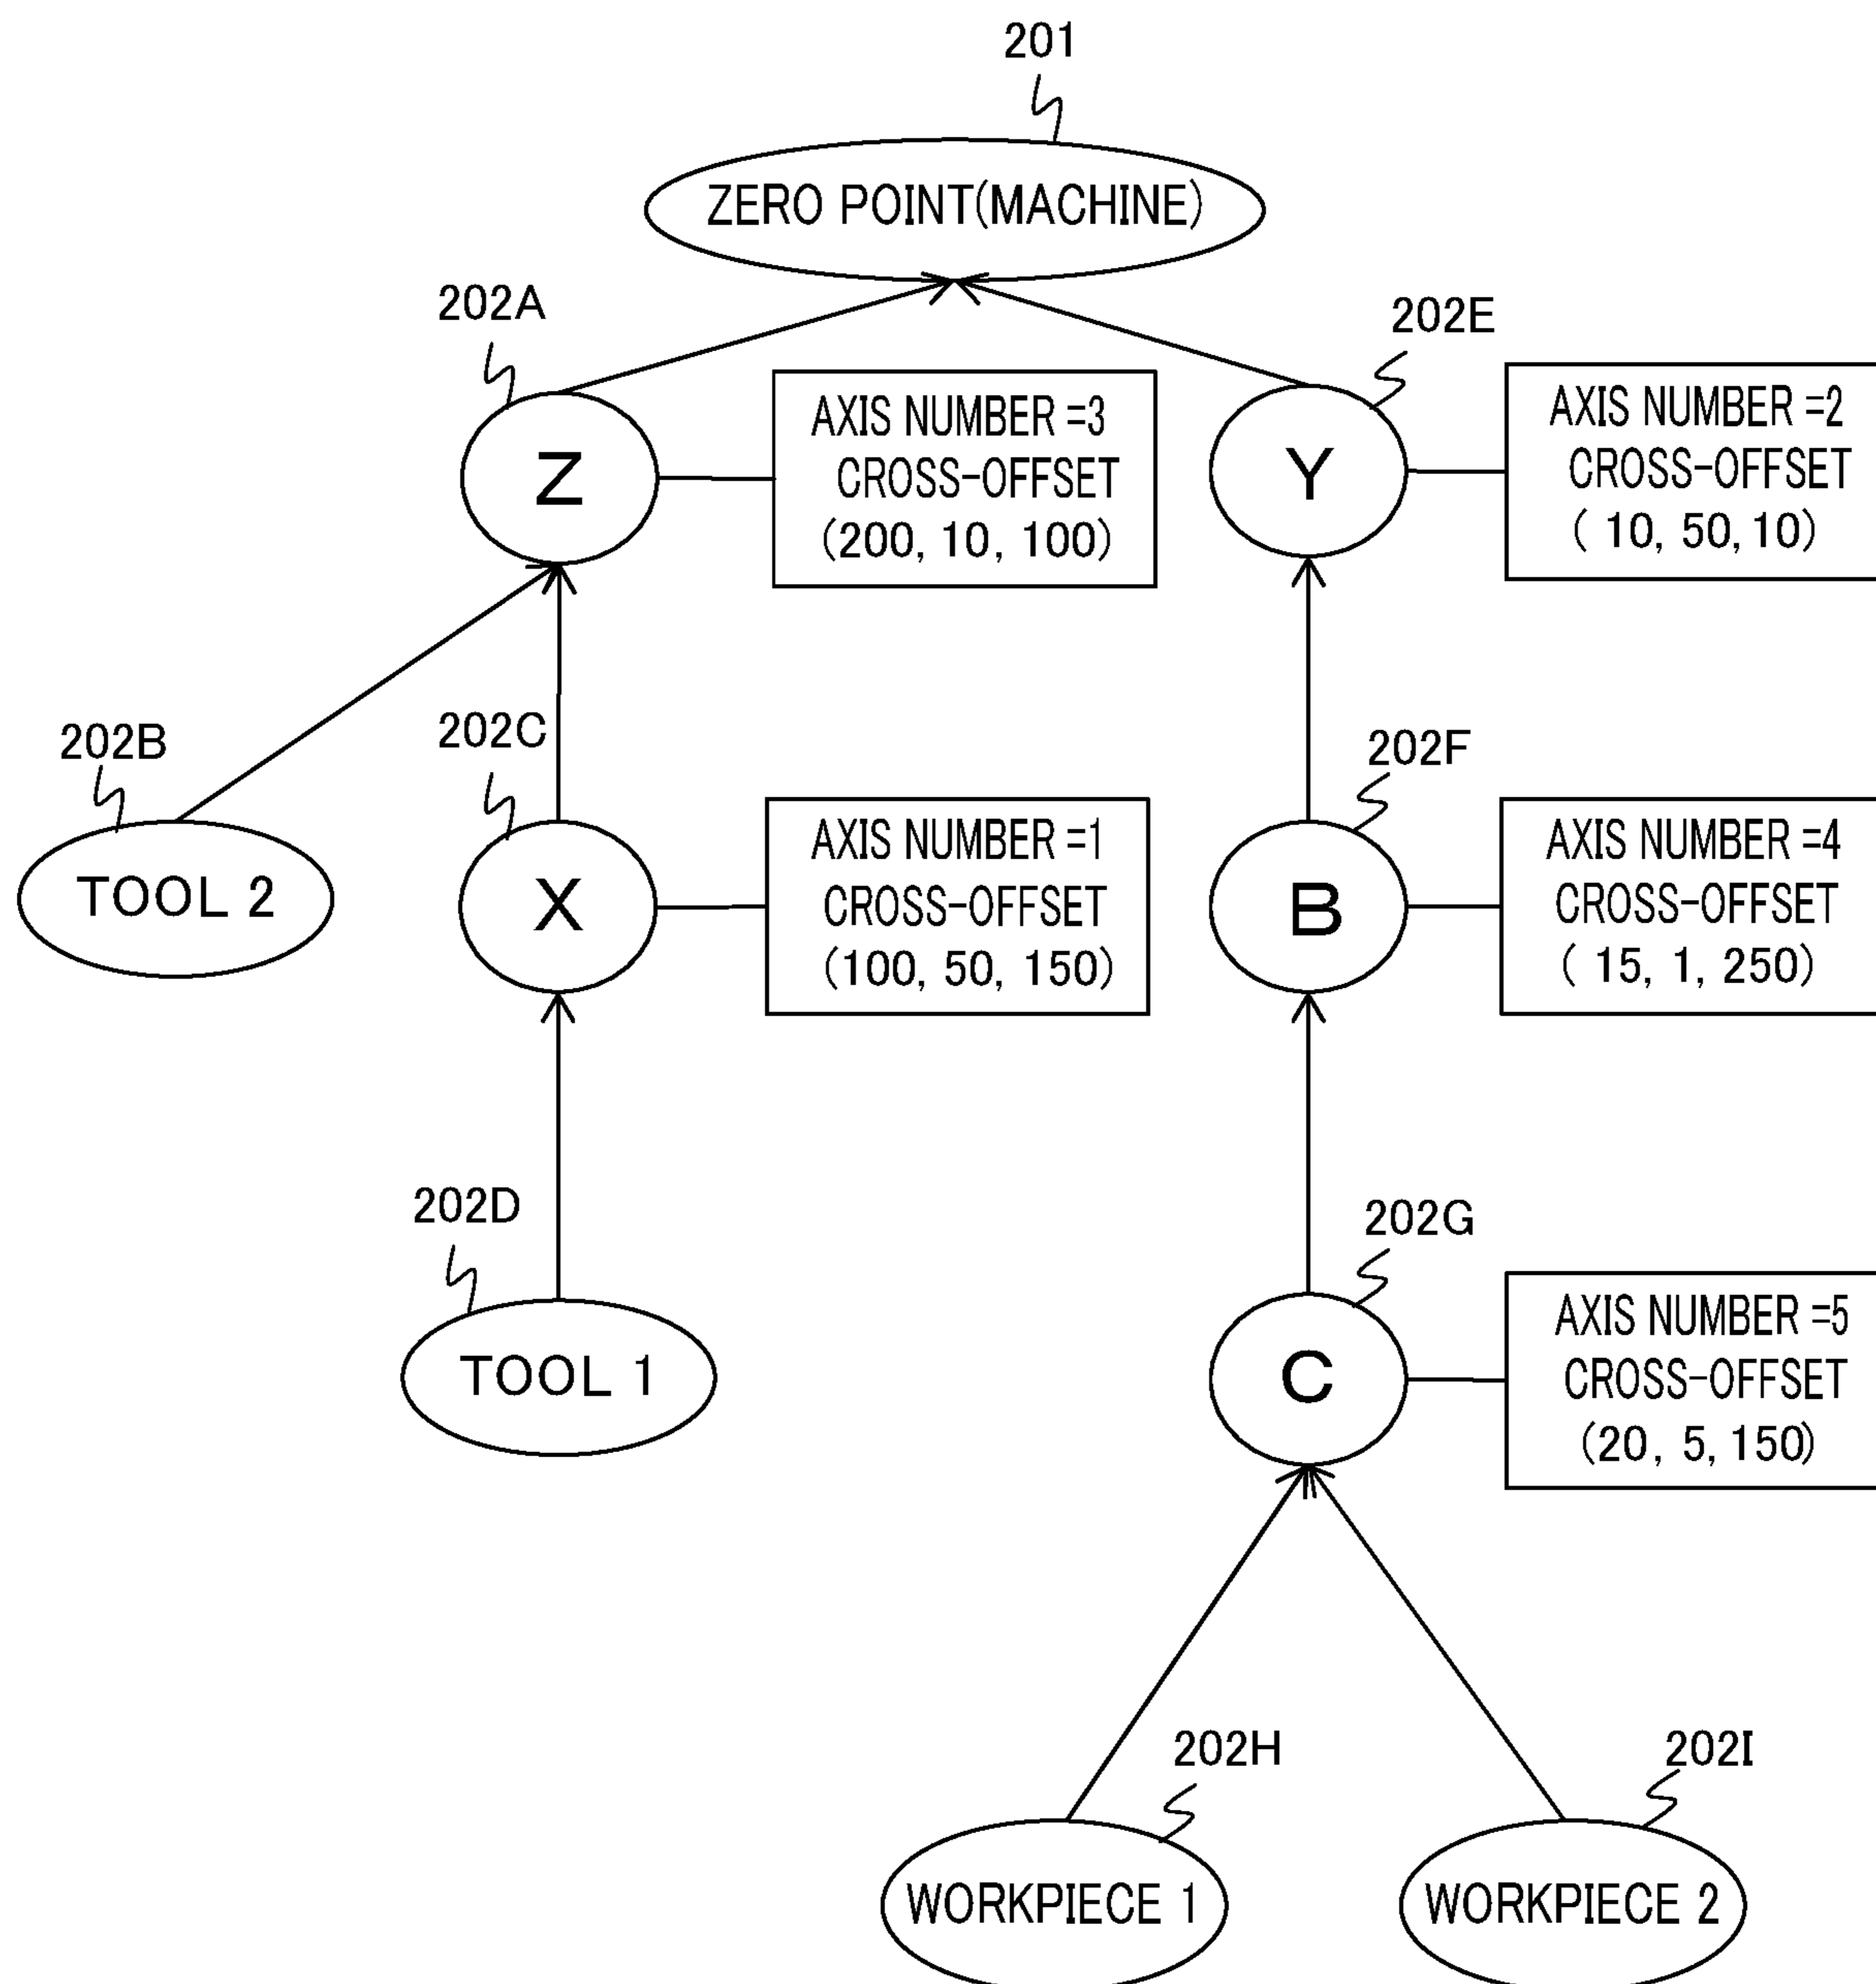 201
ZERO POINT(MACHINE)
202A
202E
Z
AXIS NUMBER =3
CROSS-OFFSET
(200, 10, 100)
Y
AXIS NUMBER =2
CROSS-OFFSET
( 10, 50, 10)
202B
202C
202F
TOOL 2
X
AXIS NUMBER =1
CROSS-OFFSET
(100, 50, 150)
B
AXIS NUMBER =4
CROSS-OFFSET
( 15, 1, 250)
202D
202G
TOOL 1
C
AXIS NUMBER =5
CROSS-OFFSET
(20, 5, 150)
202H
202I
WORKPIECE 1
WORKPIECE 2